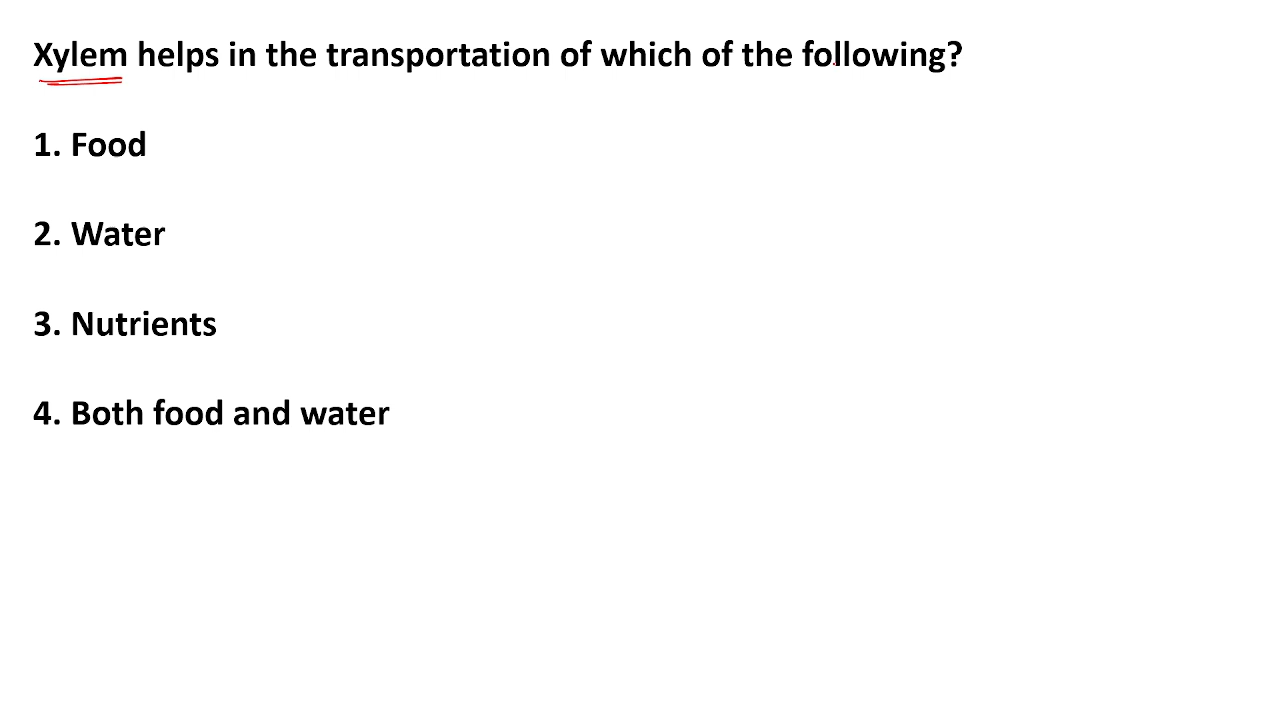 Xylem helps in the transportation of which of the following?
1. Food
2. Water
3. Nutrients
4. Both food and water